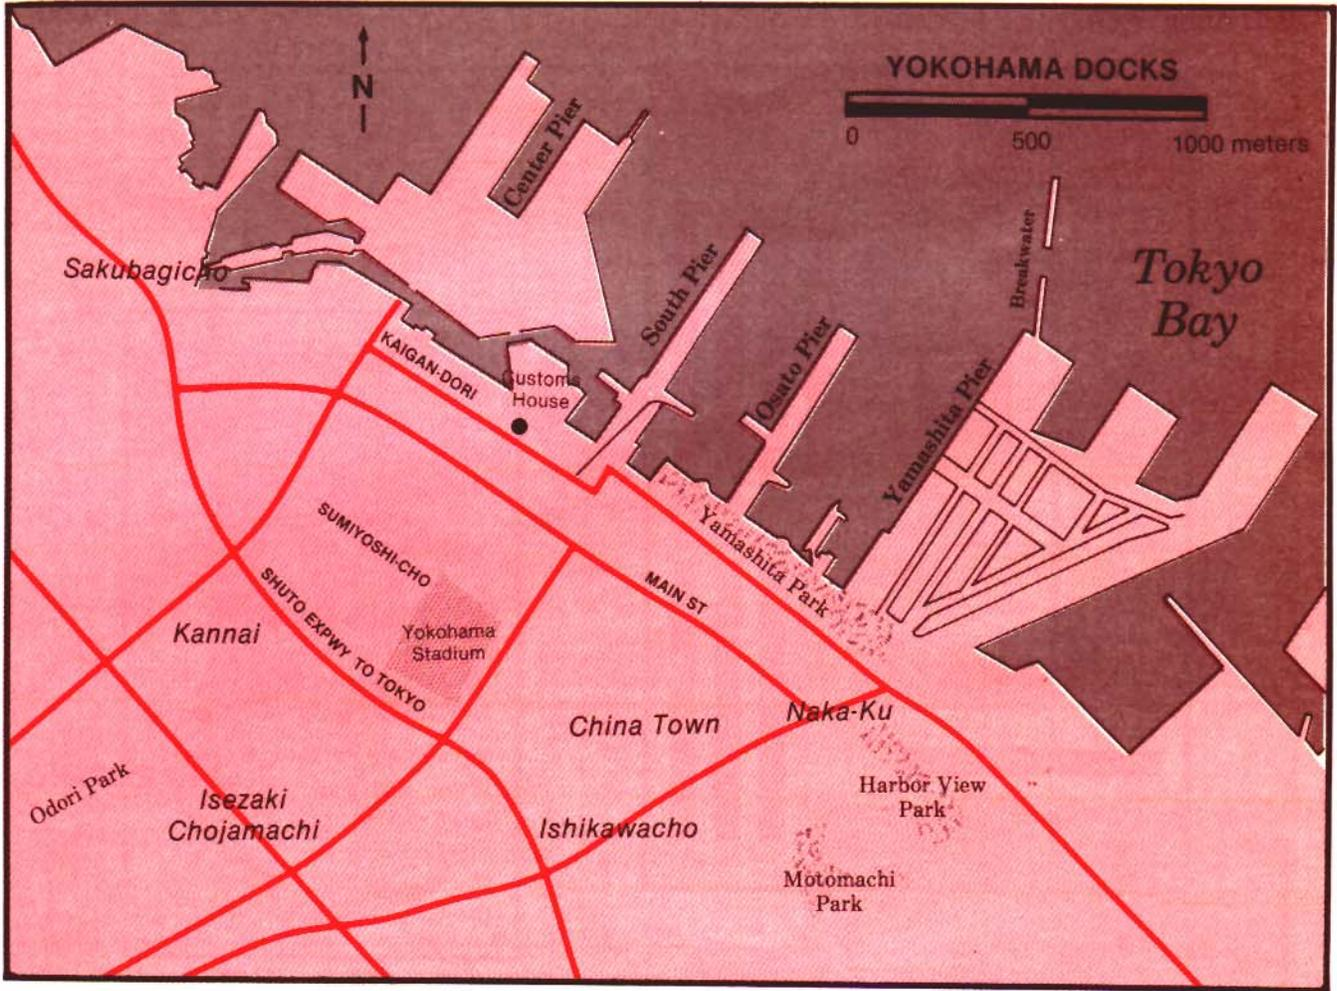 YOKOHAMA DOCKS
N
0 500 1000 meters
Center Pier
Breakwater
Tokyo
Bay
Sakubagicho
South Pier
Osato Pier
Yamashita Pier
KAIGAN-DORI
Customs
House
Yamashita Park
SUMIYOSHI-CHO
MAIN ST
SHUTO EXPWY TO TOKYO
Kannai
Yokohama
Stadium
China Town
Naka-Ku
Odori Park
Isezaki
Chojamachi
Ishikawacho
Harbor View
Park
Motomachi
Park